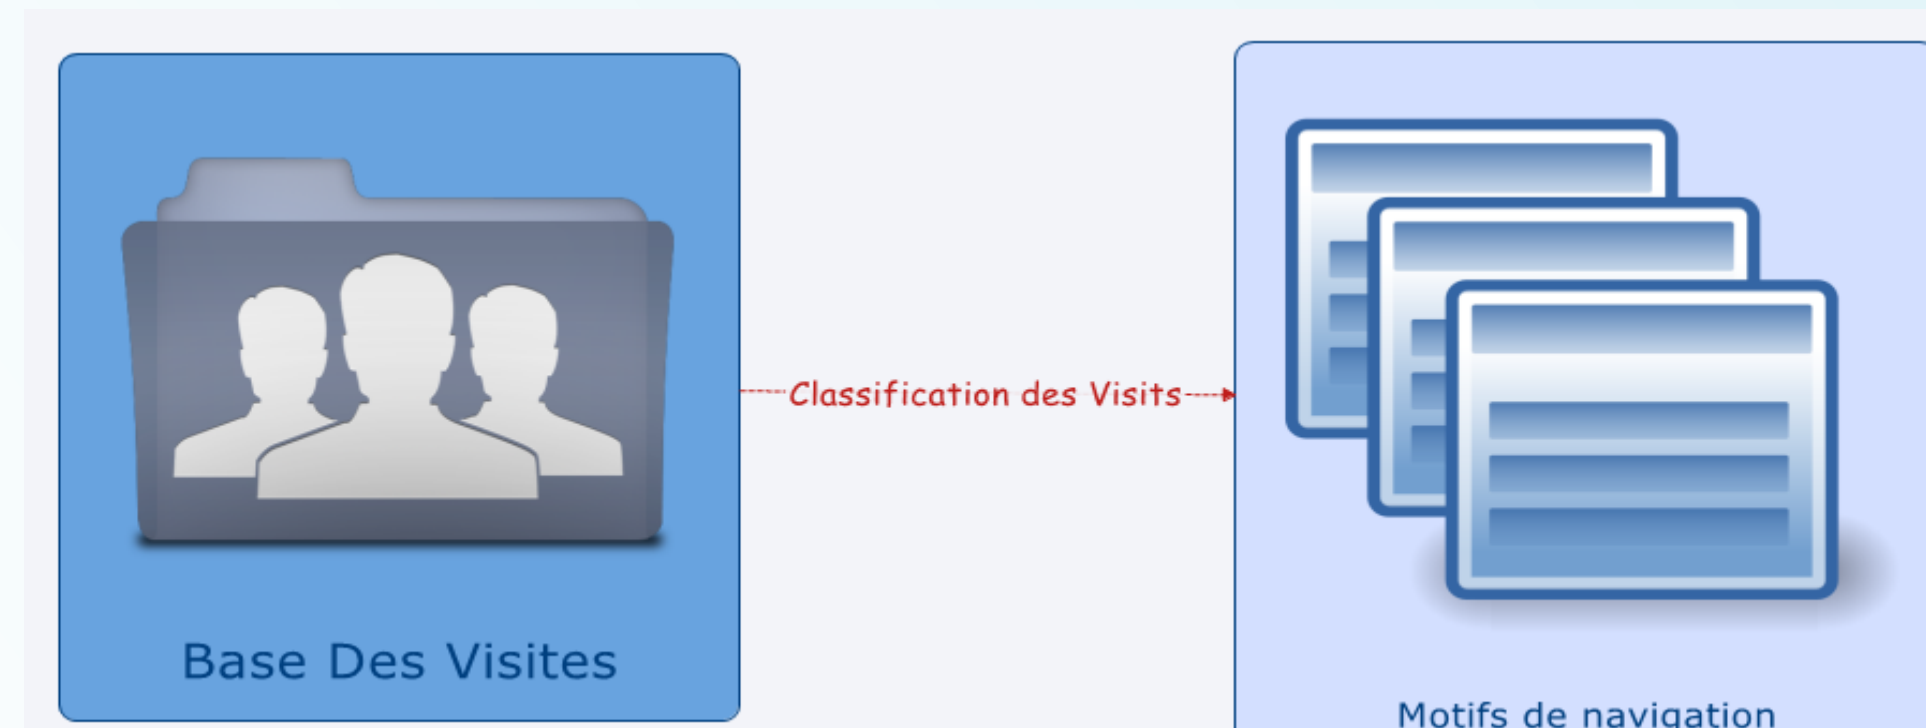 Classification des Visits
Base Des Visites
Motifs de navigation